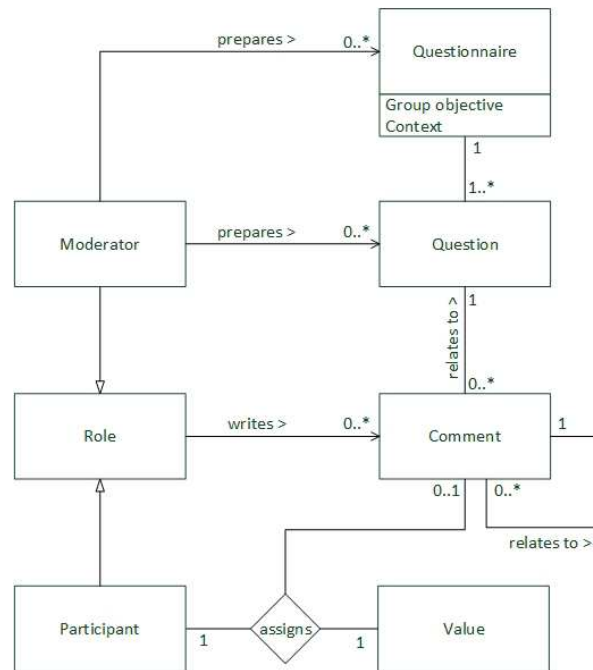 prepares >
0..*
Questionnaire
Group objective
Context
1
1..*
Moderator
prepares >
0..*
Question
1
relates to >
0..*
Role
writes >
0..*
Comment
1
0..1
0..*
relates to >
Participant
1
assigns
1
Value